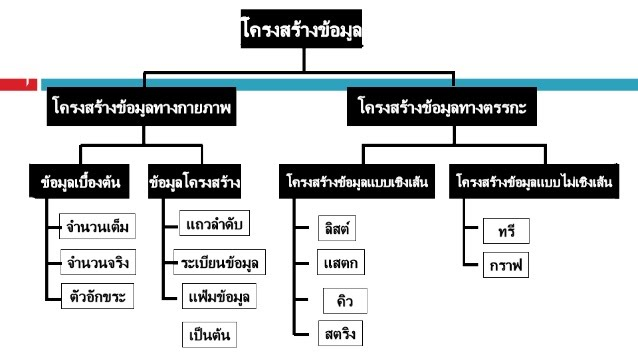 โครงสร้างข้อมูล
โครงสร้างข้อมูลทางกายภาพ
โครงสร้างข้อมูลทางตรรกะ
ข้อมูลเบื้องต้น
ข้อมูลโครงสร้าง
โครงสร้างข้อมูลแบบเชิงเส้น
โครงสร้างข้อมูลแบบไม่เชิงเส้น
จำนวนเต็ม
จำนวนจริง
ตัวอักขระ
แถวลำดับ
ระเบียนข้อมูล
แฟ้มข้อมูล
เป็นต้น
ลิสต์
แสตก
คิว
สตริง
ทรี
กราฟ